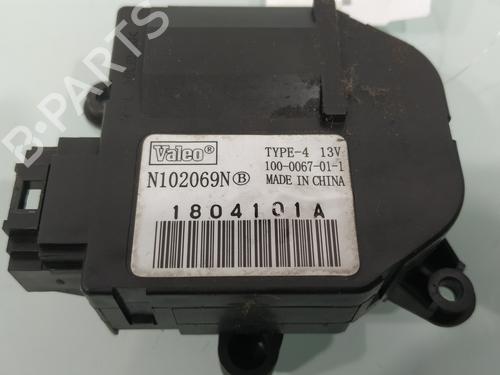 Valeo®
TYPE-4 13V
100-0067-01-1
N102069N Ⓑ
MADE IN CHINA
1804101A
B-PARTS